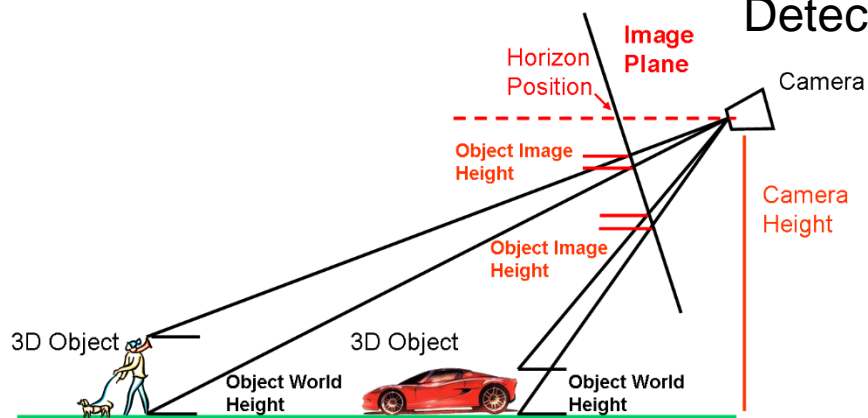 Detec
Image
Plane
Horizon
Position
Camera
Object Image
Height
Camera
Height
Object Image
Height
3D Object
3D Object
Object World
Height
Object World
Height